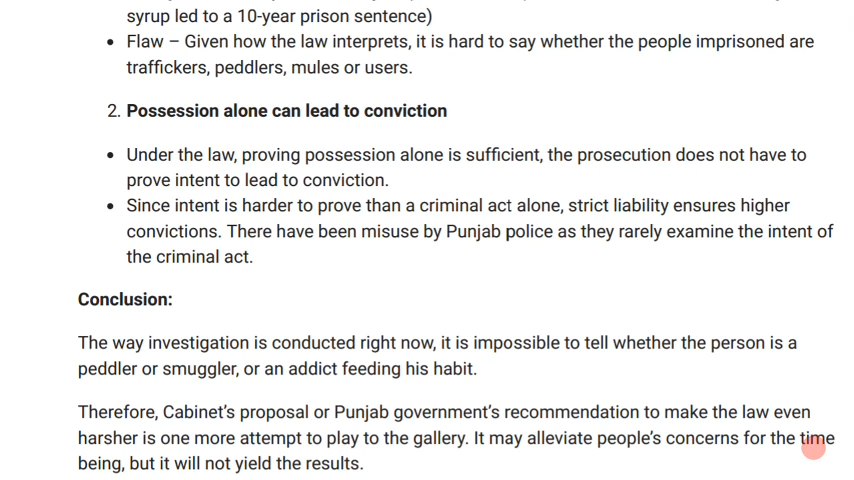 syrup led to a 10-year prison sentence)
• Flaw – Given how the law interprets, it is hard to say whether the people imprisoned are
traffickers, peddlers, mules or users.
2. Possession alone can lead to conviction
• Under the law, proving possession alone is sufficient, the prosecution does not have to
prove intent to lead to conviction.
• Since intent is harder to prove than a criminal act alone, strict liability ensures higher
convictions. There have been misuse by Punjab police as they rarely examine the intent of
the criminal act.
Conclusion:
The way investigation is conducted right now, it is impossible to tell whether the person is a
peddler or smuggler, or an addict feeding his habit.
Therefore, Cabinet’s proposal or Punjab government’s recommendation to make the law even
harsher is one more attempt to play to the gallery. It may alleviate people’s concerns for the time
being, but it will not yield the results.